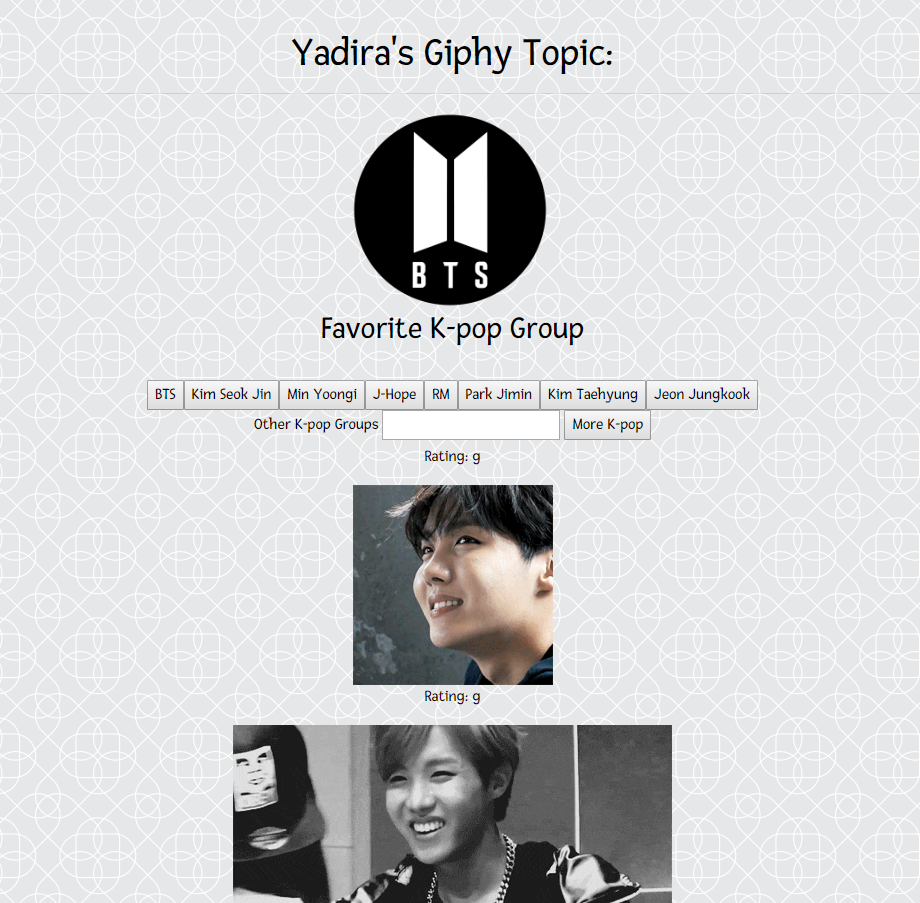 Yadira's Giphy Topic:
BTS
Favorite K-pop Group
BTS Kim Seok Jin Min Yoongi J-Hope RM Park Jimin Kim Taehyung Jeon Jungkook
Other K-pop Groups More K-pop
Rating: g
Rating: g